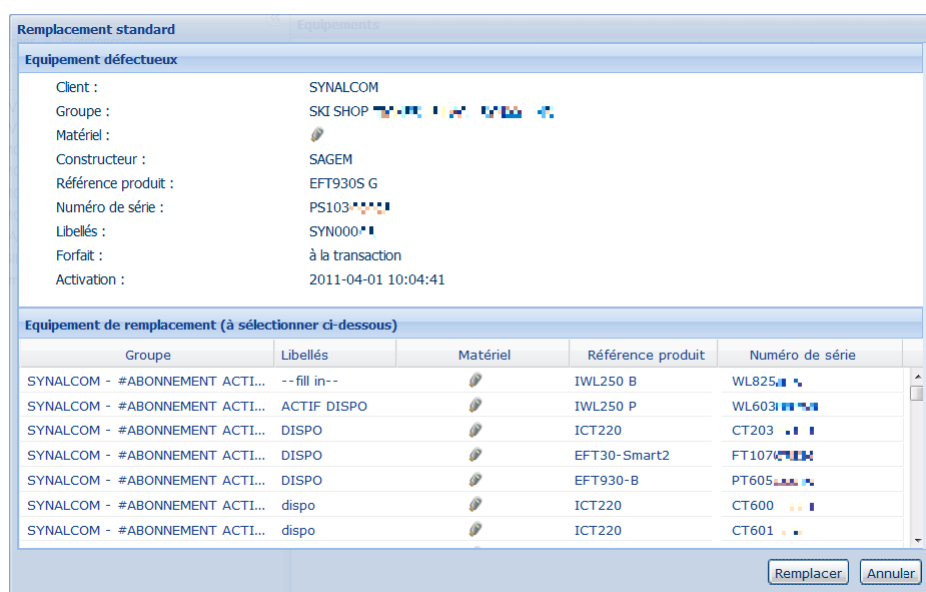 Equipements
Remplacement standard
Equipement défectueux
Client : SYNALCOM
Groupe : SKI SHOP
Matériel :
Constructeur : SAGEM
Référence produit : EFT930S G
Numéro de série : PS103
Libellés : SYN000
Forfait : à la transaction
Activation : 2011-04-01 10:04:41
Equipement de remplacement (à sélectionner ci-dessous)
Groupe Libellés Matériel Référence produit Numéro de série
SYNALCOM - #ABONNEMENT ACTI... --fill in-- IWL250 B WL825
SYNALCOM - #ABONNEMENT ACTI... ACTIF DISPO IWL250 P WL603
SYNALCOM - #ABONNEMENT ACTI... DISPO ICT220 CT203
SYNALCOM - #ABONNEMENT ACTI... DISPO EFT30-Smart2 FT107
SYNALCOM - #ABONNEMENT ACTI... DISPO EFT930-B PT605
SYNALCOM - #ABONNEMENT ACTI... dispo ICT220 CT600
SYNALCOM - #ABONNEMENT ACTI... dispo ICT220 CT601
Remplacer Annuler